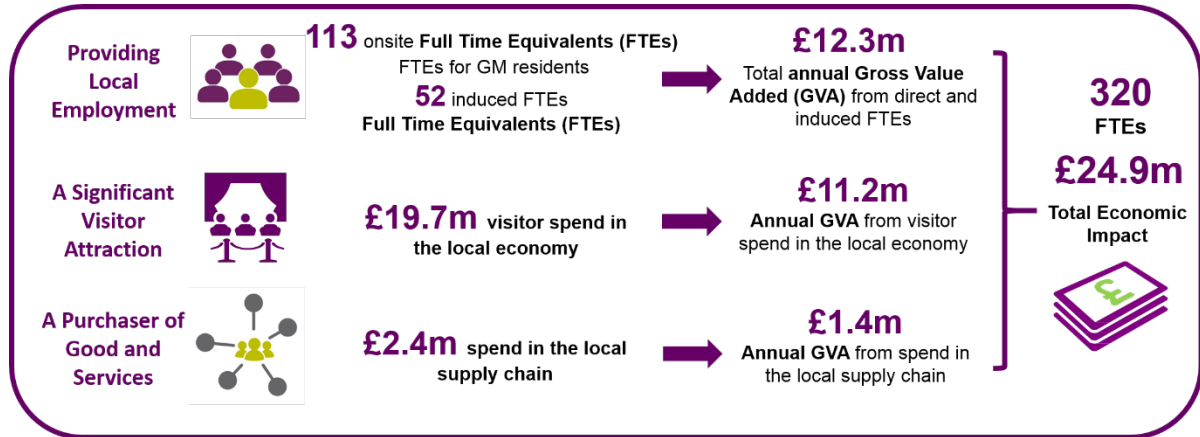 Providing
Local
Employment
113 onsite Full Time Equivalents (FTEs)
FTEs for GM residents
52 induced FTEs
Full Time Equivalents (FTEs)
£12.3m
Total annual Gross Value
Added (GVA) from direct and
induced FTEs
A Significant
Visitor
Attraction
£19.7m visitor spend in
the local economy
£11.2m
Annual GVA from visitor
spend in the local economy
A Purchaser of
Good and
Services
£2.4m spend in the local
supply chain
£1.4m
Annual GVA from spend in
the local supply chain
320
FTEs
£24.9m
Total Economic
Impact
£